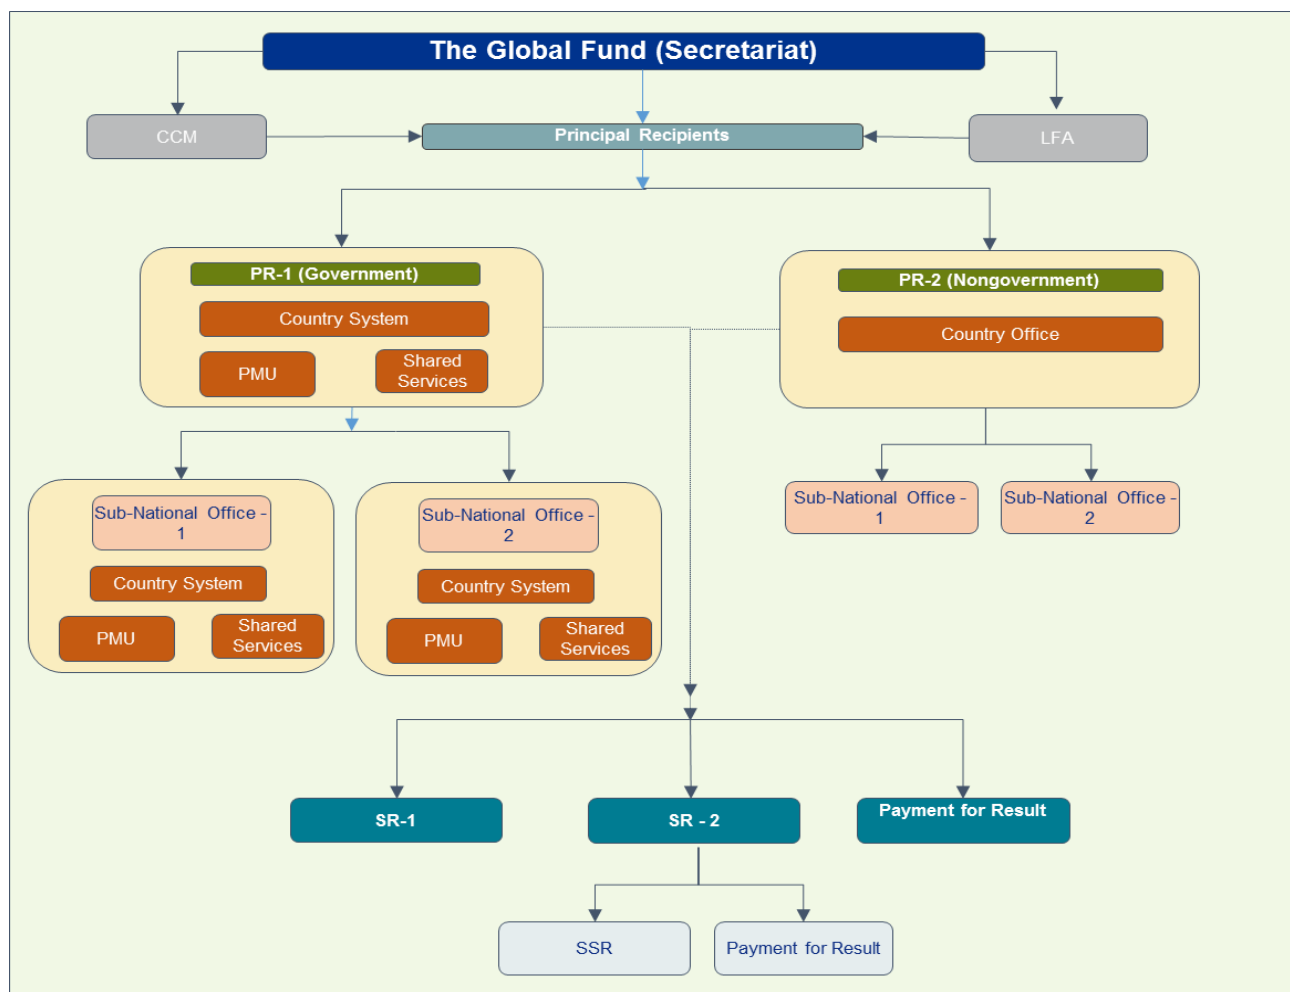 The Global Fund (Secretariat)
CCM
Principal Recipients
LFA
PR-1 (Government)
Country System
PMU
Shared
Services
PR-2 (Nongovernment)
Country Office
Sub-National Office -
1
Country System
PMU
Shared
Services
Sub-National Office -
2
Country System
PMU
Shared
Services
Sub-National Office -
1
Sub-National Office -
2
SR-1
SR - 2
Payment for Result
SSR
Payment for Result